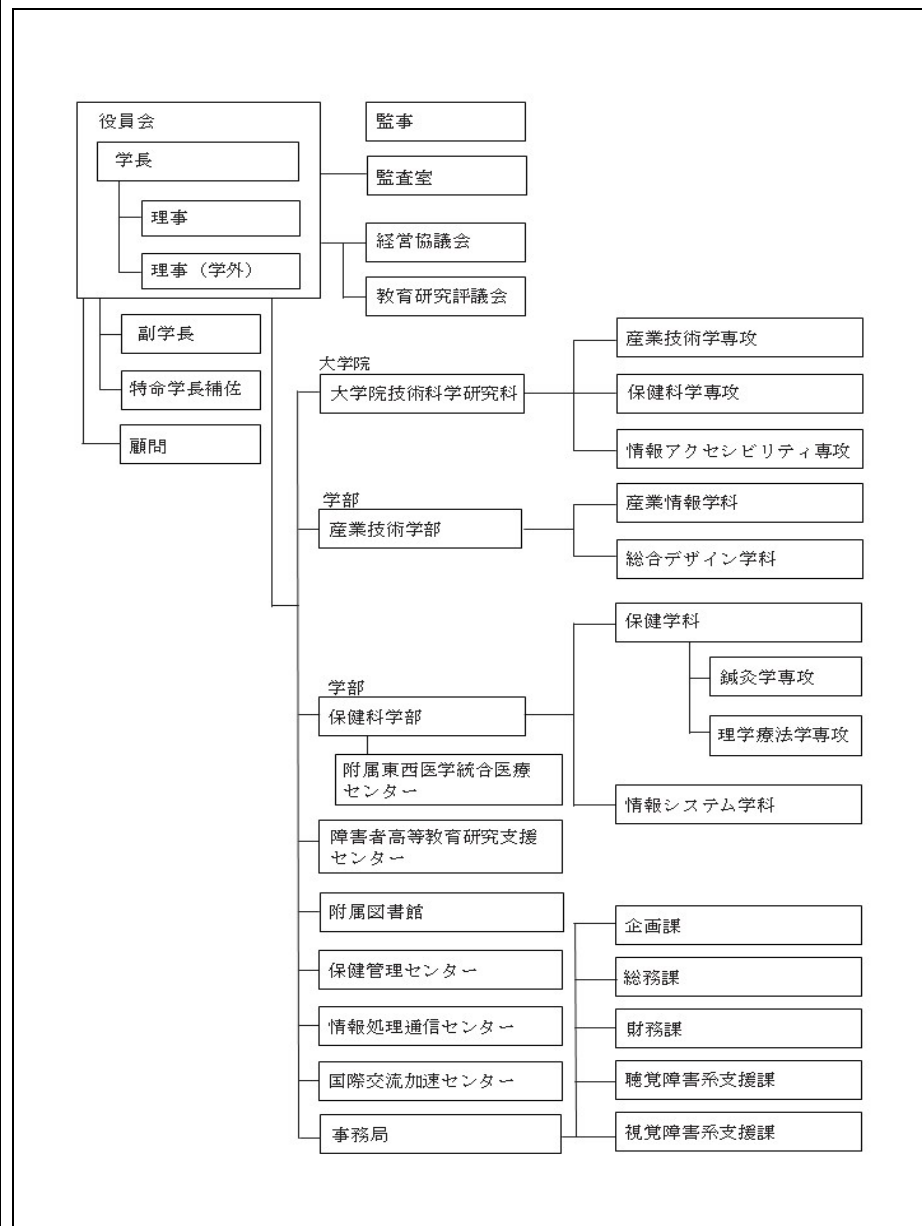 役員会
学長
理事
理事（学外）
監事
監査室
経営協議会
教育研究評議会
副学長
特命学長補佐
顧問
大学院
大学院技術科学研究科
産業技術学専攻
保健科学専攻
情報アクセシビリティ専攻
学部
産業技術学部
産業情報学科
総合デザイン学科
学部
保健科学部
附属東西医学統合医療
センター
保健学科
鍼灸学専攻
理学療法学専攻
情報システム学科
障害者高等教育研究支援
センター
附属図書館
保健管理センター
情報処理通信センター
国際交流加速センター
事務局
企画課
総務課
財務課
聴覚障害系支援課
視覚障害系支援課